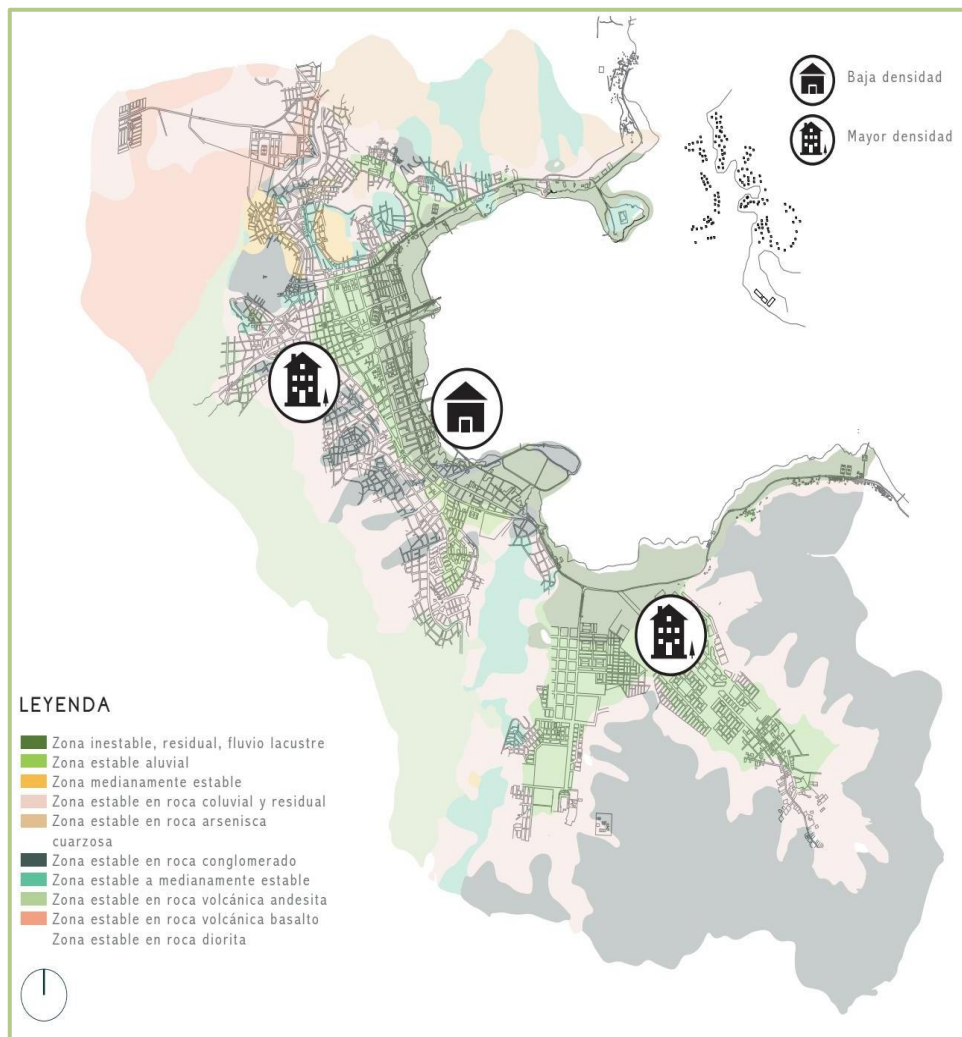 Baja densidad
Mayor densidad
LEYENDA
Zona inestable, residual, fluvio lacustre
Zona estable aluvial
Zona medianamente estable
Zona estable en roca coluvial y residual
Zona estable en roca arsenisca
cuarzosa
Zona estable en roca conglomerado
Zona estable a medianamente estable
Zona estable en roca volcánica andesita
Zona estable en roca volcánica basalto
Zona estable en roca diorita